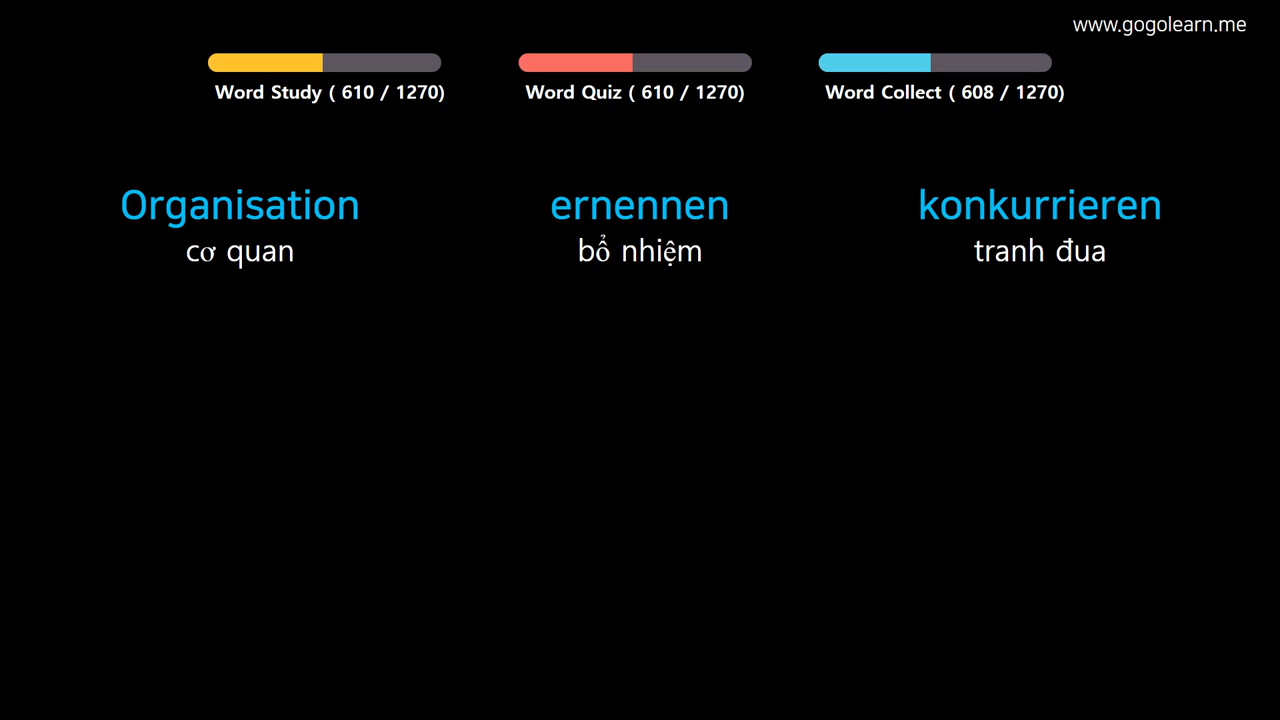 www.gogolearn.me
Word Study ( 610 / 1270)
Word Quiz ( 610 / 1270)
Word Collect ( 608 / 1270)
Organisation
cơ quan
ernennen
bổ nhiệm
konkurrieren
tranh đua